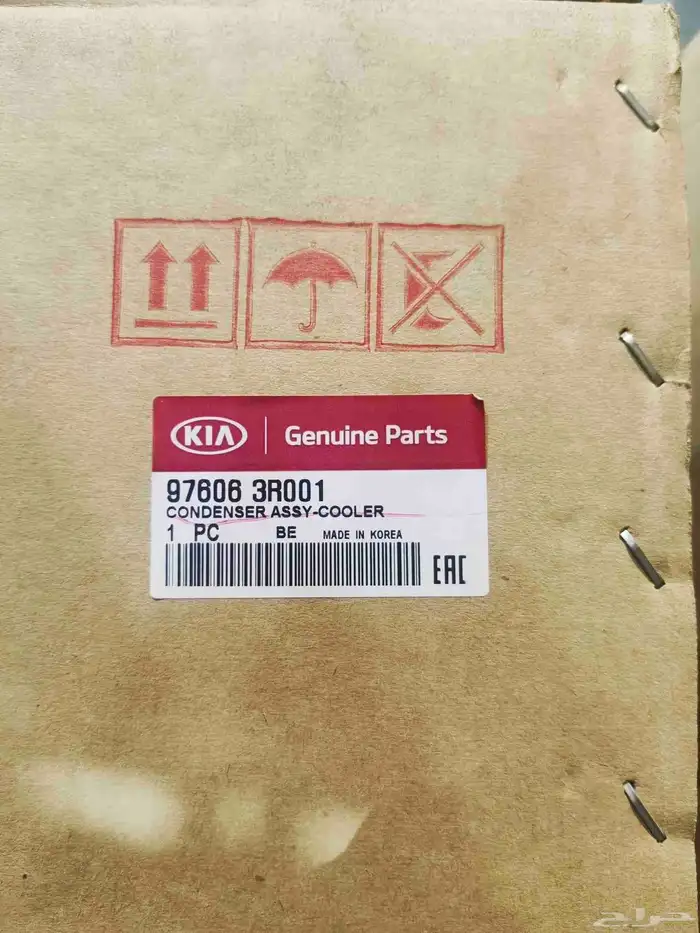 KIA Genuine Parts
97606 3R001
CONDENSER ASSY-COOLER
1 PC BE MADE IN KOREA
EAC
حراج